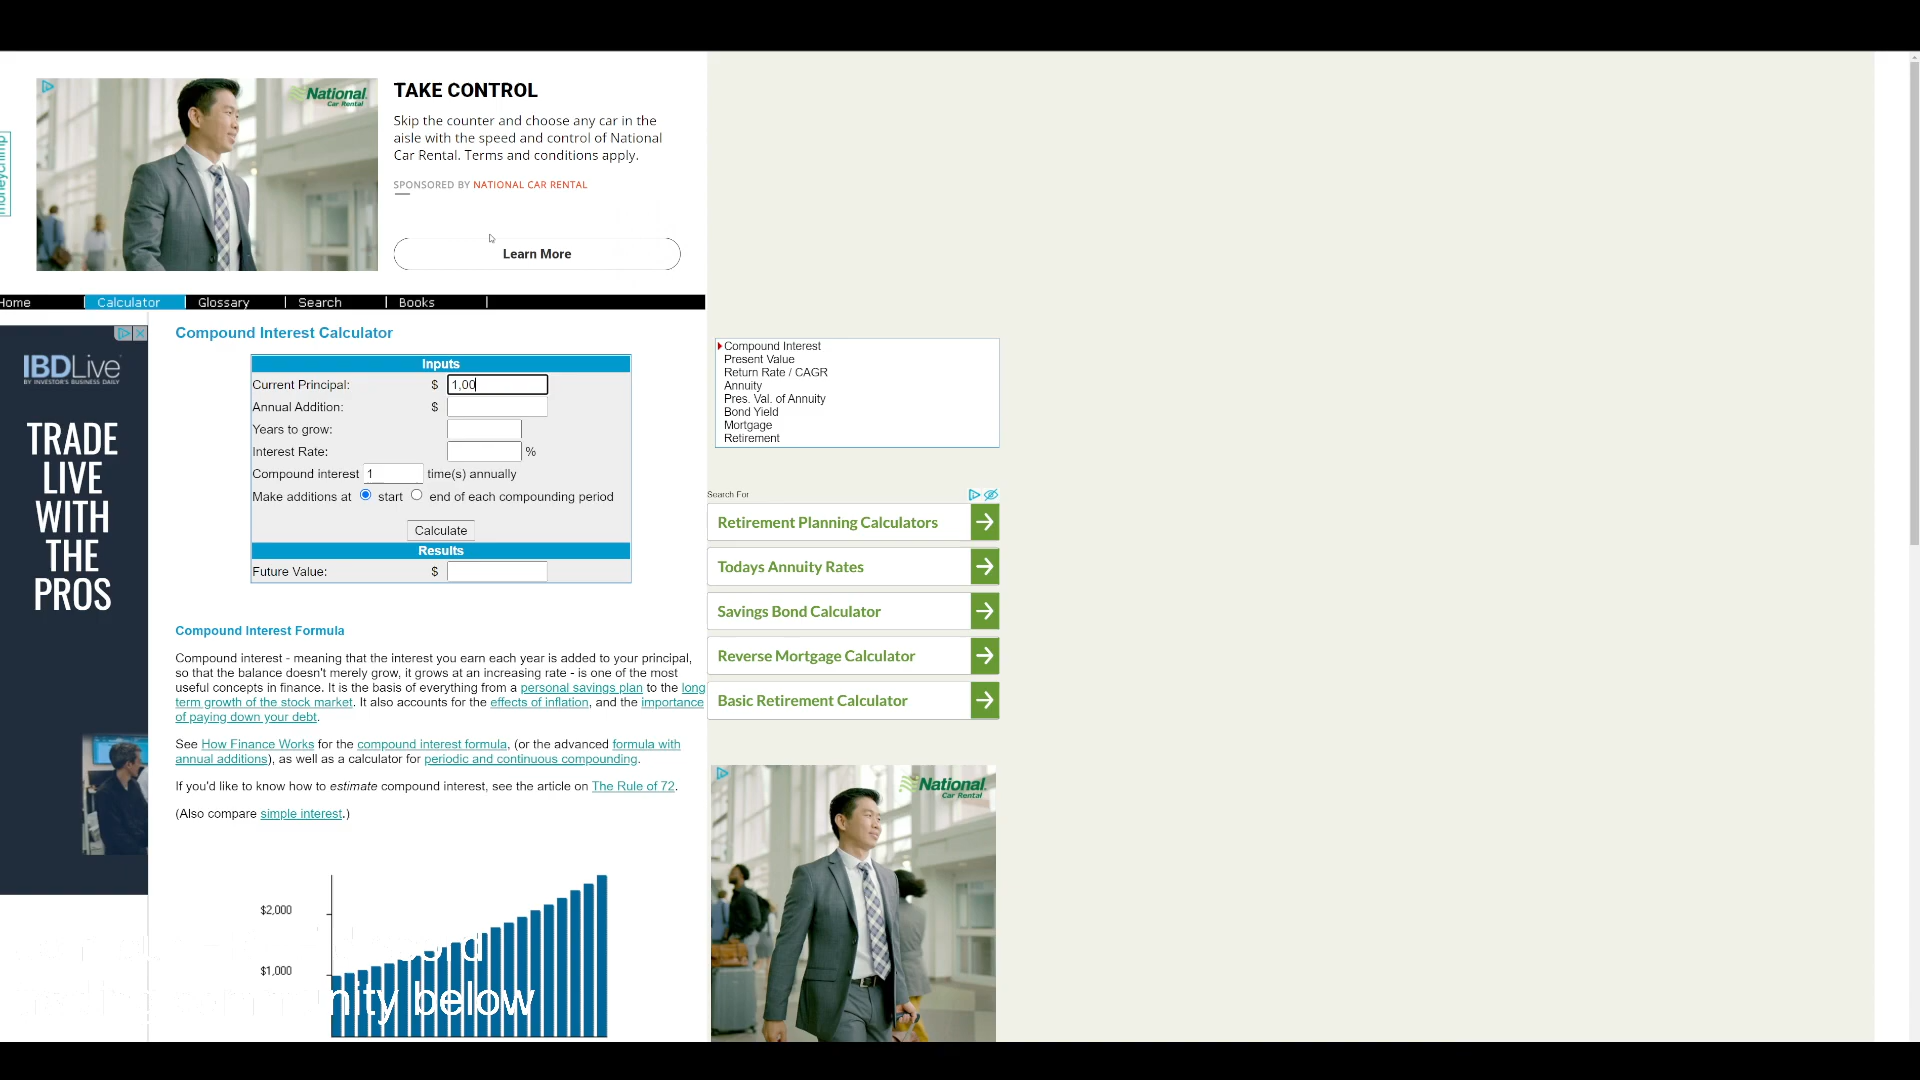 National
Car Rental
TAKE CONTROL
Skip the counter and choose any car in the
aisle with the speed and control of National
Car Rental. Terms and conditions apply.
SPONSORED BY NATIONAL CAR RENTAL
Learn More
moneychimp
Home | Calculator | Glossary | Search | Books |
IBDLive
BY INVESTOR'S BUSINESS DAILY
TRADE
LIVE
WITH
THE
PROS
Compound Interest Calculator
Inputs
Current Principal: $ 1,00
Annual Addition: $
Years to grow:
Interest Rate: %
Compound interest 1 time(s) annually
Make additions at start end of each compounding period
Calculate
Results
Future Value: $
Compound Interest Formula
Compound interest - meaning that the interest you earn each year is added to your principal,
so that the balance doesn't merely grow, it grows at an increasing rate - is one of the most
useful concepts in finance. It is the basis of everything from a personal savings plan to the long
term growth of the stock market. It also accounts for the effects of inflation, and the importance
of paying down your debt.
See How Finance Works for the compound interest formula, (or the advanced formula with
annual additions), as well as a calculator for periodic and continuous compounding.
If you'd like to know how to estimate compound interest, see the article on The Rule of 72.
(Also compare simple interest.)
$2,000
$1,000
below
Compound Interest
Present Value
Return Rate / CAGR
Annuity
Pres. Val. of Annuity
Bond Yield
Mortgage
Retirement
Search For
Retirement Planning Calculators
Todays Annuity Rates
Savings Bond Calculator
Reverse Mortgage Calculator
Basic Retirement Calculator
National
Car Rental